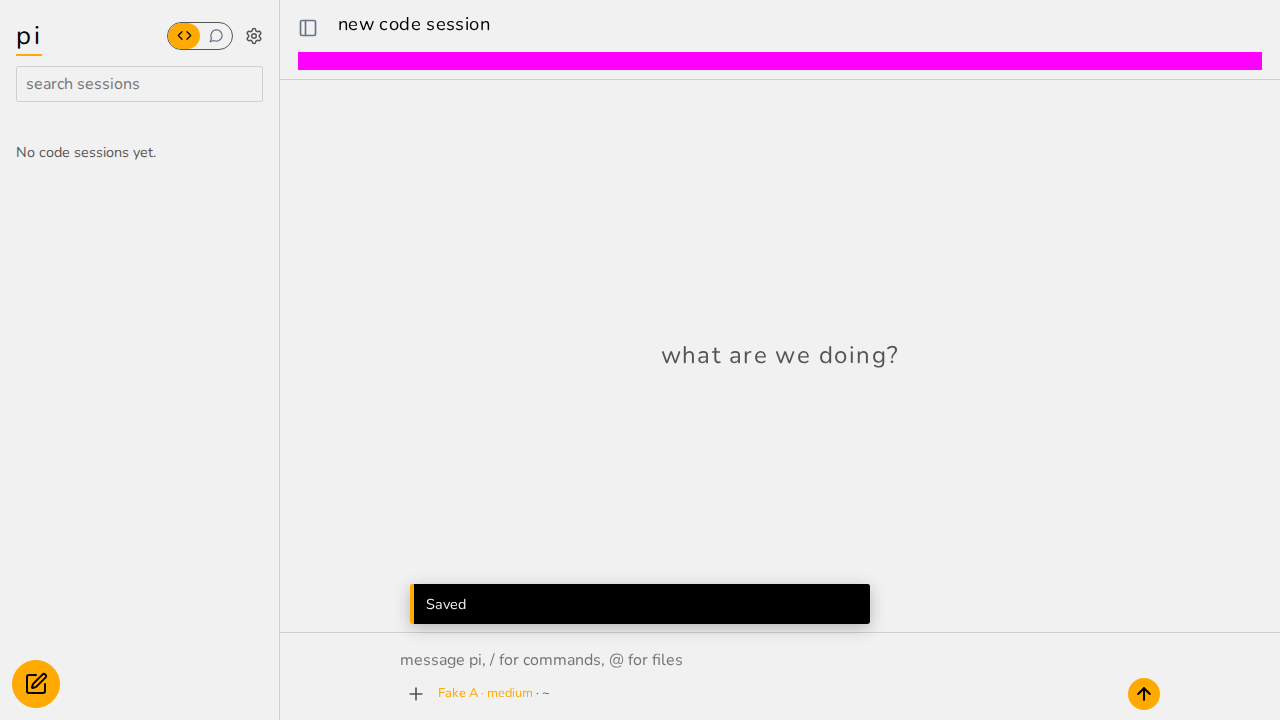 pi
search sessions
No code sessions yet.
new code session
what are we doing?
Saved
message pi, / for commands, @ for files
Fake A · medium · ~